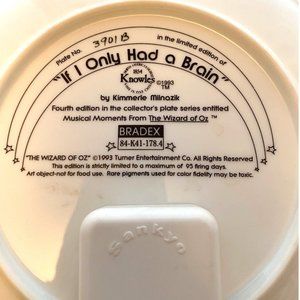 Plate No. 3901B in the limited edition of
"If I Only Had a Brain"
1854
Knowles
©1993
TM
by Kimmerle Milnazik
Fourth edition in the collector's plate series entitled
Musical Moments From The Wizard of Oz™
BRADEX
84-K41-178.4
"THE WIZARD OF OZ" ©1993 Turner Entertainment Co. All Rights Reserved
This edition is strictly limited to a maximum of 95 firing days.
Art object-not for food use. Rare pigments used for color fidelity may be toxic.
Sankyo